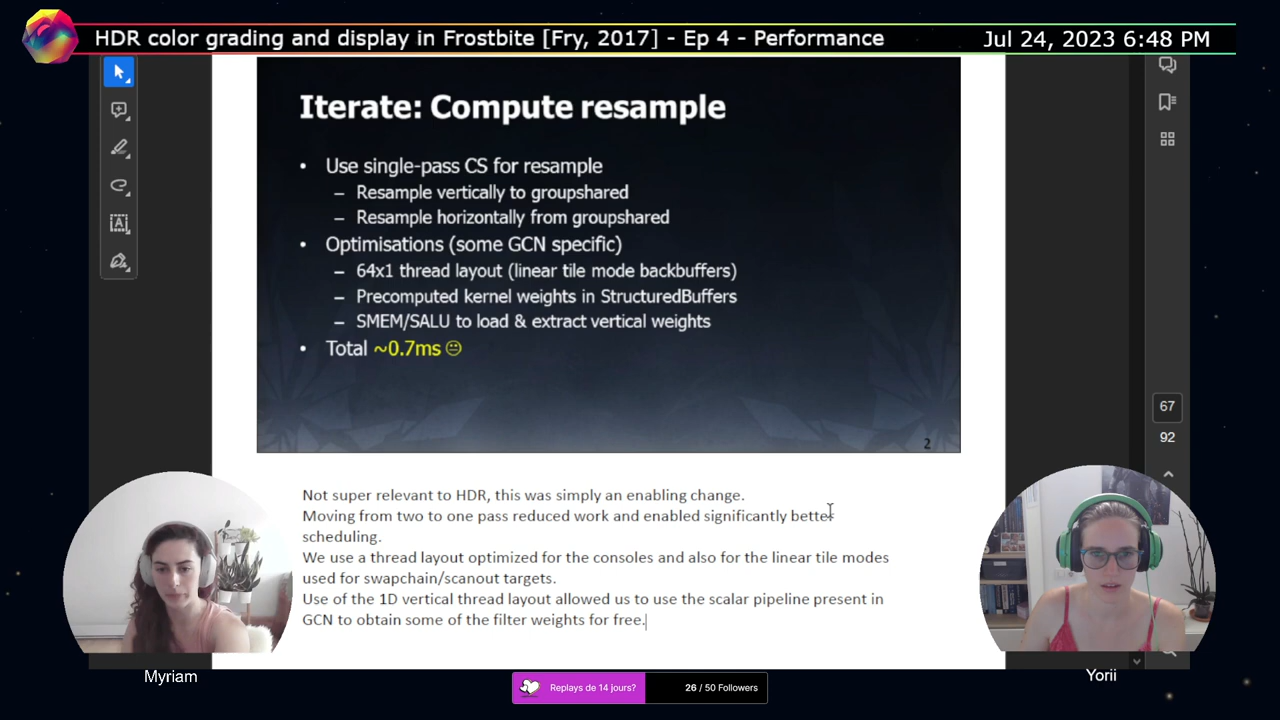 HDR color grading and display in Frostbite [Fry, 2017] - Ep 4 - Performance
Jul 24, 2023 6:48 PM
Iterate: Compute resample
• Use single-pass CS for resample
– Resample vertically to groupshared
– Resample horizontally from groupshared
• Optimisations (some GCN specific)
– 64x1 thread layout (linear tile mode backbuffers)
– Precomputed kernel weights in StructuredBuffers
– SMEM/SALU to load & extract vertical weights
• Total ~0.7ms 😐
2
67
92
Not super relevant to HDR, this was simply an enabling change.
Moving from two to one pass reduced work and enabled significantly better
scheduling.
We use a thread layout optimized for the consoles and also for the linear tile modes
used for swapchain/scanout targets.
Use of the 1D vertical thread layout allowed us to use the scalar pipeline present in
GCN to obtain some of the filter weights for free.
Myriam
Yorii
Replays de 14 jours?
26 / 50 Followers